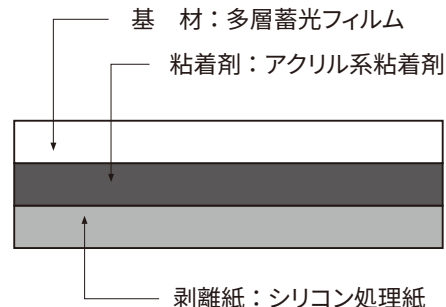 基　材：多層蓄光フィルム
粘着剤：アクリル系粘着剤
剥離紙：シリコン処理紙